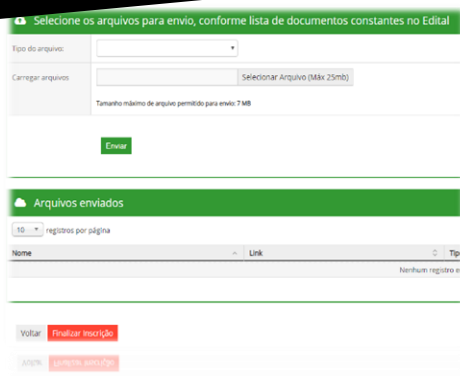 Selecione os arquivos para envio, conforme lista de documentos constantes no Edital
Tipo do arquivo:
Carregar arquivos
Selecionar Arquivo (Máx 25mb)
Tamanho máximo de arquivo permitido para envio: 7 MB
Enviar
Arquivos enviados
10 registros por página
Nome Link Tip
Nenhum registro e
Voltar Finalizar Inscrição